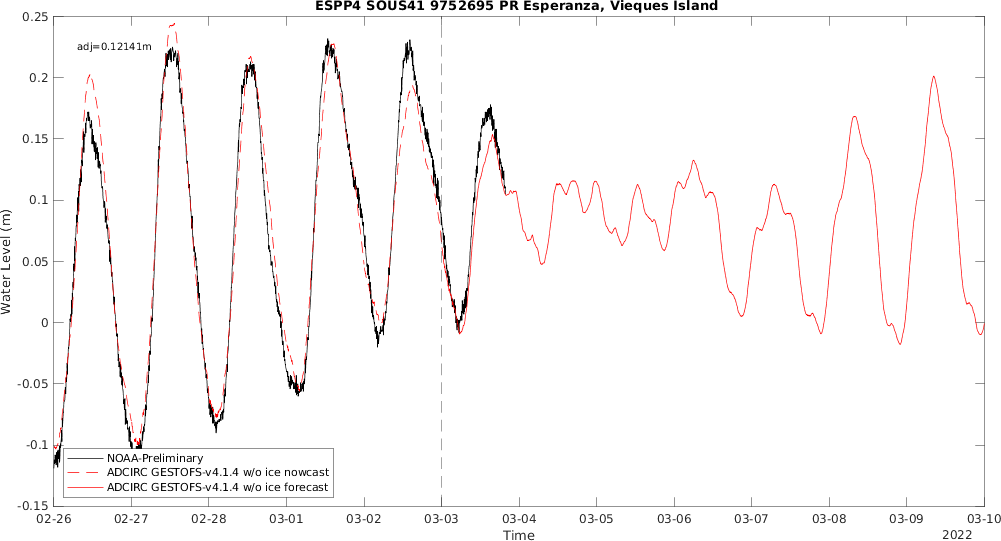 ESPP4 SOUS41 9752695 PR Esperanza, Vieques Island
0.25
adj=0.12141m
0.2
0.15
0.1
0.05
0
-0.05
-0.1
-0.15
Water Level (m)
NOAA-Preliminary
ADCIRC GESTOFS-v4.1.4 w/o ice nowcast
ADCIRC GESTOFS-v4.1.4 w/o ice forecast
02-26 02-27 02-28 03-01 03-02 03-03 03-04 03-05 03-06 03-07 03-08 03-09 03-10
Time
2022